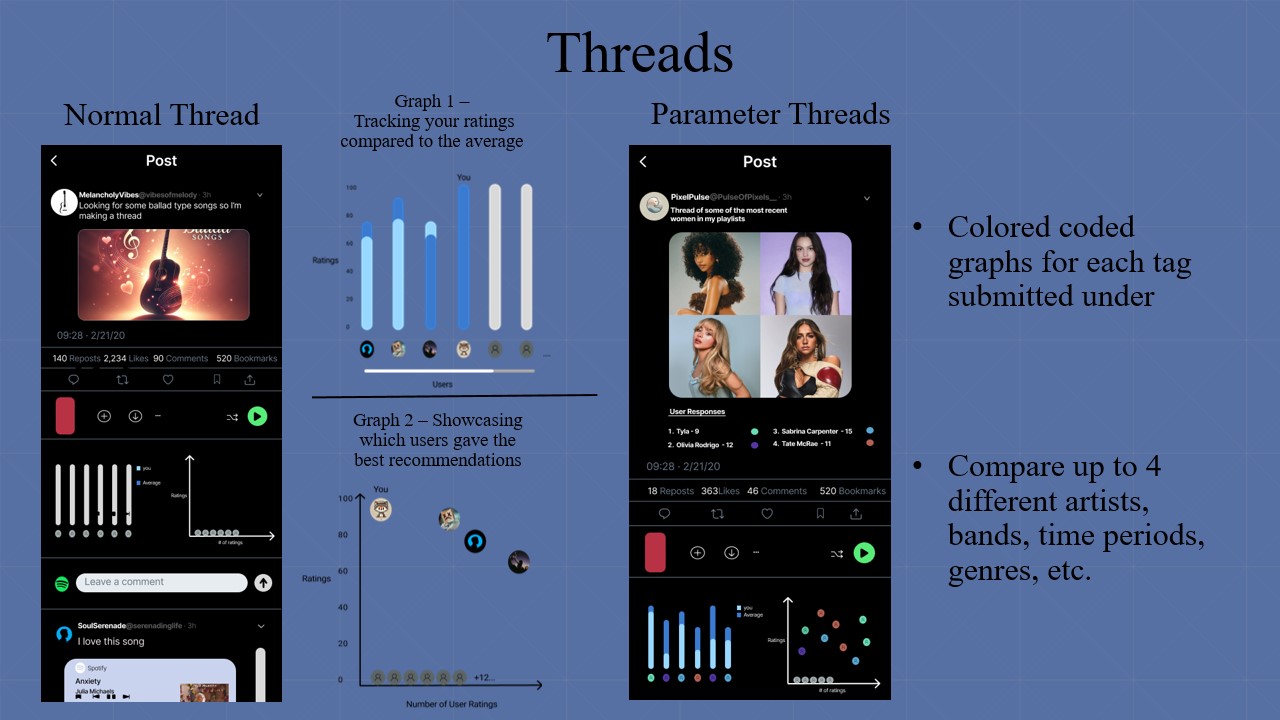 Threads
Normal Thread
Post
MelancholyVibes@vibesofmelody · 3h
Looking for some ballad type songs so I'm
making a thread
SONGS
09:28 · 2/21/20
140 Reposts 2,234 Likes 90 Comments 520 Bookmarks
you
Average
Ratings
# of ratings
Leave a comment
SoulSerenade@serenadinglife · 3h
I love this song
Spotify
Anxiety
Julia Michaels
Graph 1 –
Tracking your ratings
compared to the average
You
100
80
60
Ratings
40
20
0
...
Users
Graph 2 – Showcasing
which users gave the
best recommendations
You
100
80
60
Ratings
40
20
0
+12...
Number of User Ratings
Parameter Threads
Post
PixelPulse@PulseOfPixels__ · 3h
Thread of some of the most recent
women in my playlists
User Responses
1. Tyla - 9
3. Sabrina Carpenter - 15
2. Olivia Rodrigo - 12
4. Tate McRae - 11
09:28 · 2/21/20
18 Reposts 363Likes 46 Comments 520 Bookmarks
you
Average
Ratings
# of ratings
• Colored coded
graphs for each tag
submitted under
• Compare up to 4
different artists,
bands, time periods,
genres, etc.